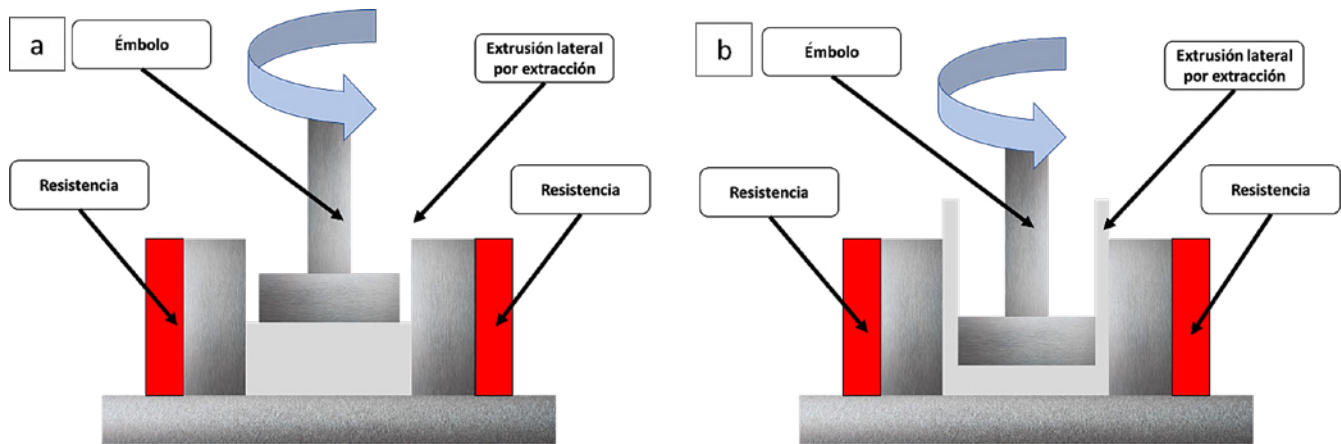 a
Émbolo
Extrusión lateral
por extracción
Resistencia
Resistencia
b
Émbolo
Extrusión lateral
por extracción
Resistencia
Resistencia